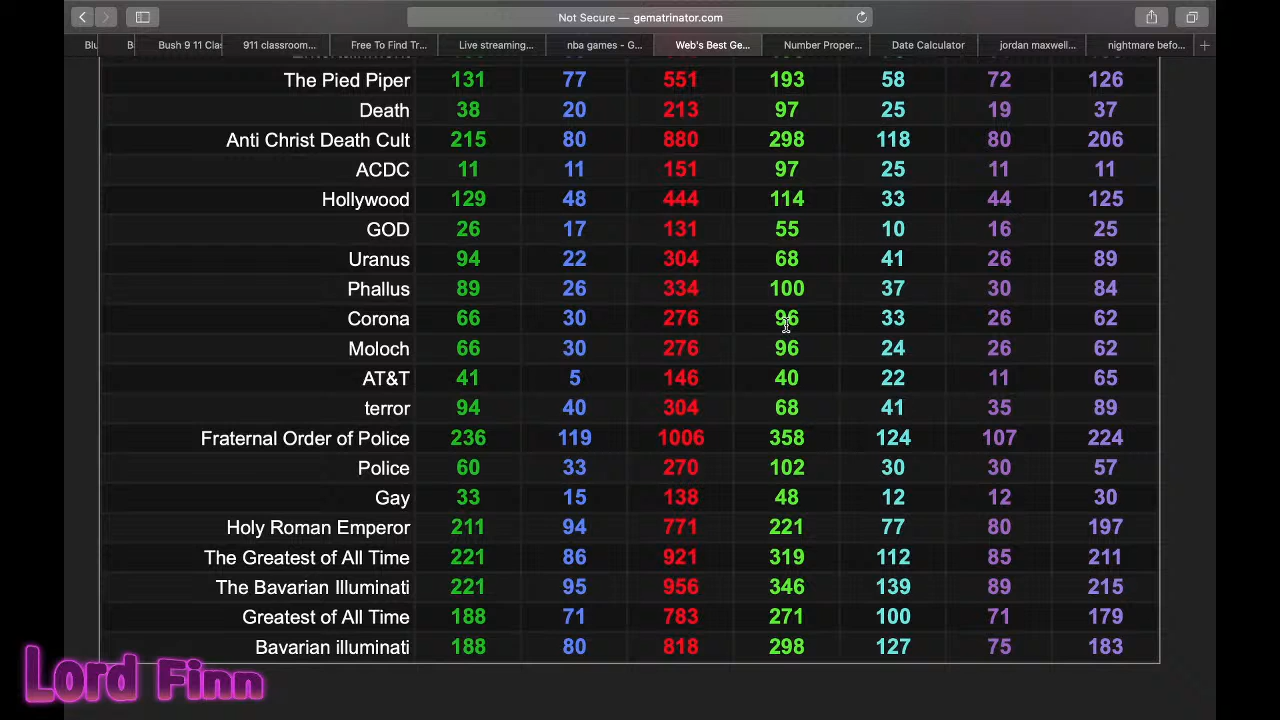 Not Secure — gematrinator.com
Blu B Bush 9 11 Clas 911 classroom... Free To Find Tr... Live streaming... nba games - G... Web's Best Ge... Number Proper... Date Calculator jordan maxwell... nightmare befo...
The Pied Piper 131 77 551 193 58 72 126
Death 38 20 213 97 25 19 37
Anti Christ Death Cult 215 80 880 298 118 80 206
ACDC 11 11 151 97 25 11 11
Hollywood 129 48 444 114 33 44 125
GOD 26 17 131 55 10 16 25
Uranus 94 22 304 68 41 26 89
Phallus 89 26 334 100 37 30 84
Corona 66 30 276 96 33 26 62
Moloch 66 30 276 96 24 26 62
AT&T 41 5 146 40 22 11 65
terror 94 40 304 68 41 35 89
Fraternal Order of Police 236 119 1006 358 124 107 224
Police 60 33 270 102 30 30 57
Gay 33 15 138 48 12 12 30
Holy Roman Emperor 211 94 771 221 77 80 197
The Greatest of All Time 221 86 921 319 112 85 211
The Bavarian Illuminati 221 95 956 346 139 89 215
Greatest of All Time 188 71 783 271 100 71 179
Bavarian illuminati 188 80 818 298 127 75 183
Lord Finn